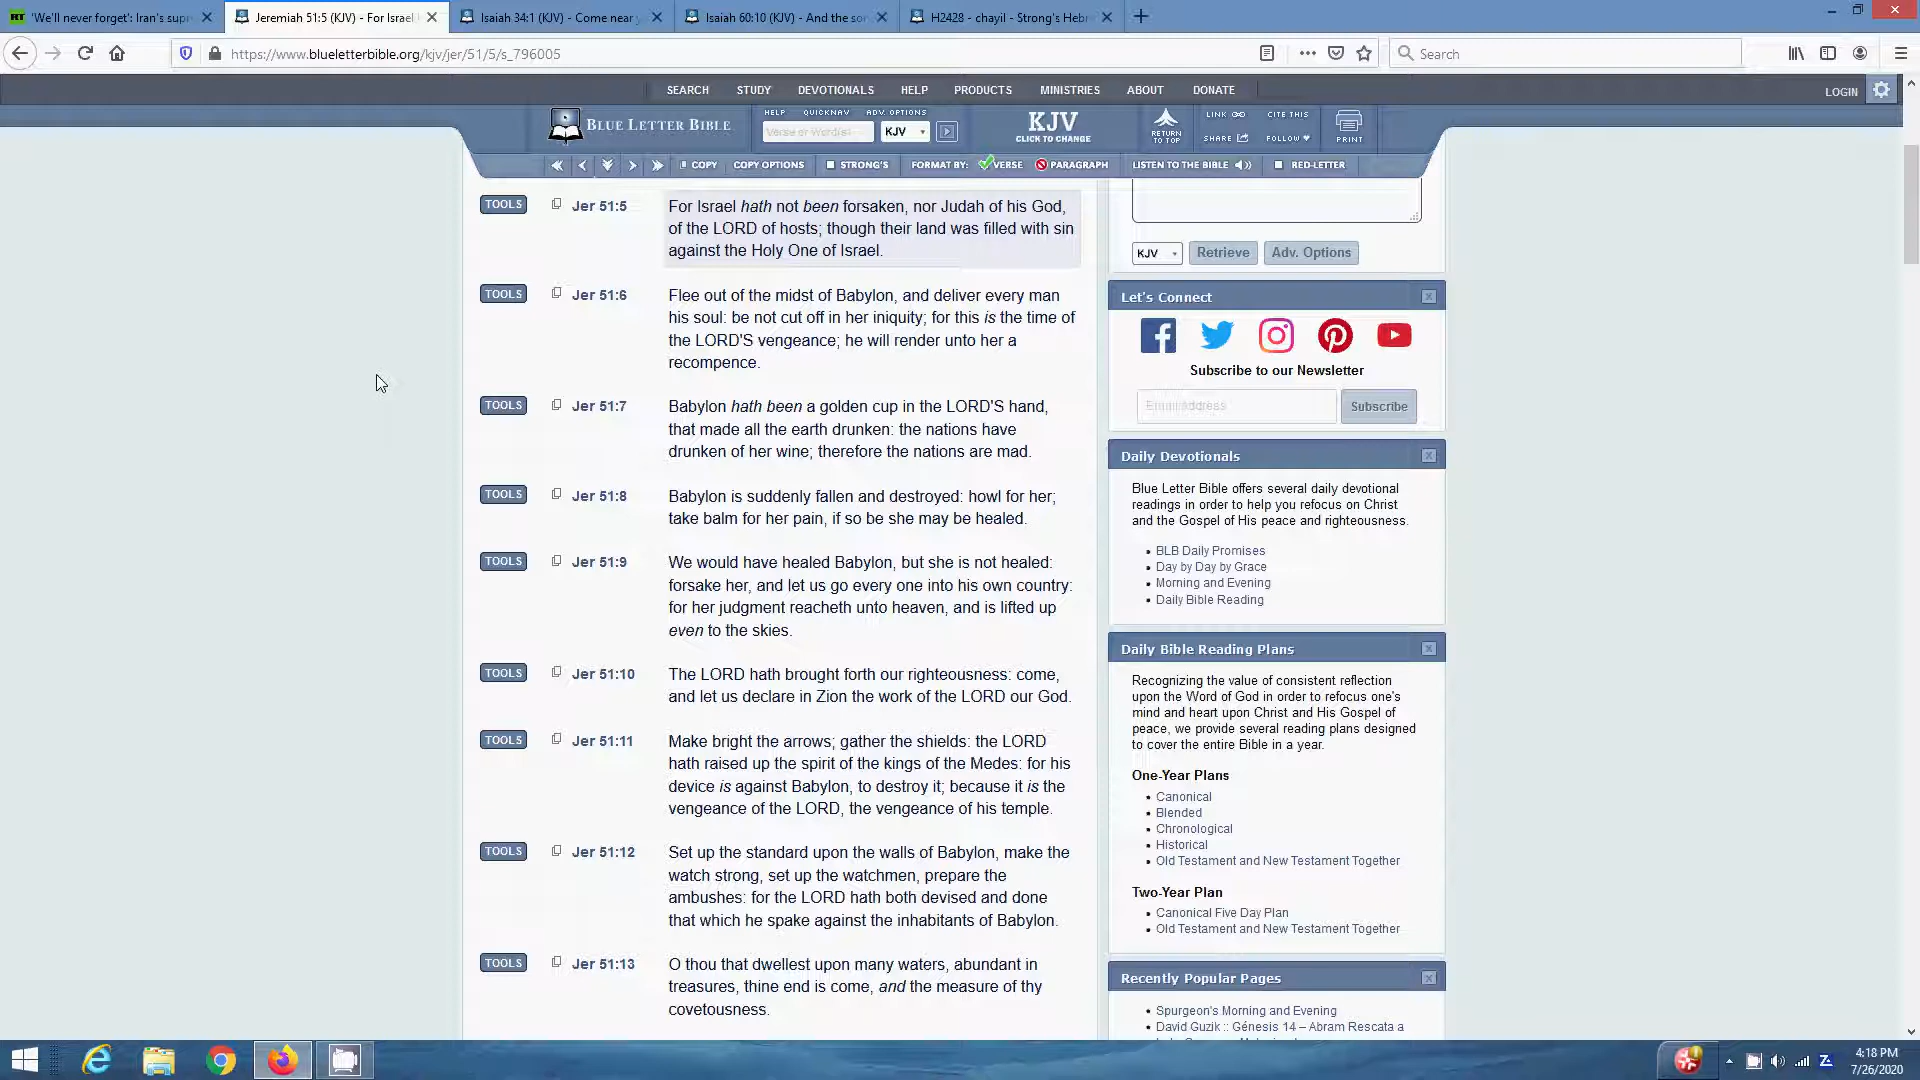 'We'll never forget': Iran's supr
Jeremiah 51:5 (KJV) - For Israel
Isaiah 34:1 (KJV) - Come near
Isaiah 60:10 (KJV) - And the so
H2428 - chayil - Strong's Heb
https://www.blueletterbible.org/kjv/jer/51/5/s_796005
Search
SEARCH STUDY DEVOTIONALS HELP PRODUCTS MINISTRIES ABOUT DONATE
LOGIN
BLUE LETTER BIBLE
HELP QUICKNAV ADV. OPTIONS
Verse or Word(s)
KJV
KJV
CLICK TO CHANGE
RETURN
TO TOP
LINK CITE THIS
SHARE FOLLOW
PRINT
COPY COPY OPTIONS STRONG'S FORMAT BY: VERSE PARAGRAPH LISTEN TO THE BIBLE RED-LETTER
TOOLS Jer 51:5
For Israel hath not been forsaken, nor Judah of his God,
of the LORD of hosts; though their land was filled with sin
against the Holy One of Israel.
TOOLS Jer 51:6
Flee out of the midst of Babylon, and deliver every man
his soul: be not cut off in her iniquity; for this is the time of
the LORD'S vengeance; he will render unto her a
recompence.
TOOLS Jer 51:7
Babylon hath been a golden cup in the LORD'S hand,
that made all the earth drunken: the nations have
drunken of her wine; therefore the nations are mad.
TOOLS Jer 51:8
Babylon is suddenly fallen and destroyed: howl for her;
take balm for her pain, if so be she may be healed.
TOOLS Jer 51:9
We would have healed Babylon, but she is not healed:
forsake her, and let us go every one into his own country:
for her judgment reacheth unto heaven, and is lifted up
even to the skies.
TOOLS Jer 51:10
The LORD hath brought forth our righteousness: come,
and let us declare in Zion the work of the LORD our God.
TOOLS Jer 51:11
Make bright the arrows; gather the shields: the LORD
hath raised up the spirit of the kings of the Medes: for his
device is against Babylon, to destroy it; because it is the
vengeance of the LORD, the vengeance of his temple.
TOOLS Jer 51:12
Set up the standard upon the walls of Babylon, make the
watch strong, set up the watchmen, prepare the
ambushes: for the LORD hath both devised and done
that which he spake against the inhabitants of Babylon.
TOOLS Jer 51:13
O thou that dwellest upon many waters, abundant in
treasures, thine end is come, and the measure of thy
covetousness.
KJV Retrieve Adv. Options
Let's Connect
Subscribe to our Newsletter
Email address
Subscribe
Daily Devotionals
Blue Letter Bible offers several daily devotional
readings in order to help you refocus on Christ
and the Gospel of His peace and righteousness.
BLB Daily Promises
Day by Day by Grace
Morning and Evening
Daily Bible Reading
Daily Bible Reading Plans
Recognizing the value of consistent reflection
upon the Word of God in order to refocus one's
mind and heart upon Christ and His Gospel of
peace, we provide several reading plans designed
to cover the entire Bible in a year.
One-Year Plans
Canonical
Blended
Chronological
Historical
Old Testament and New Testament Together
Two-Year Plan
Canonical Five Day Plan
Old Testament and New Testament Together
Recently Popular Pages
Spurgeon's Morning and Evening
David Guzik :: Génesis 14 – Abram Rescata a
4:18 PM
7/26/2020